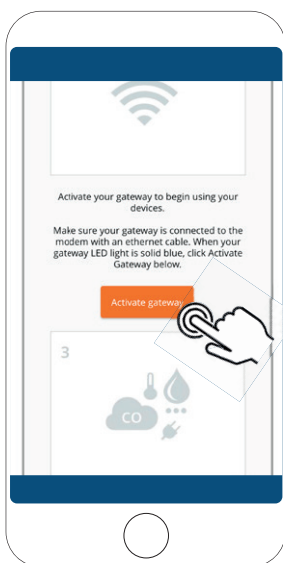 Activate your gateway to begin using your
devices.
Make sure your gateway is connected to the
modem with an ethernet cable. When your
gateway LED light is solid blue, click Activate
Gateway below.
Activate gateway
3
CO